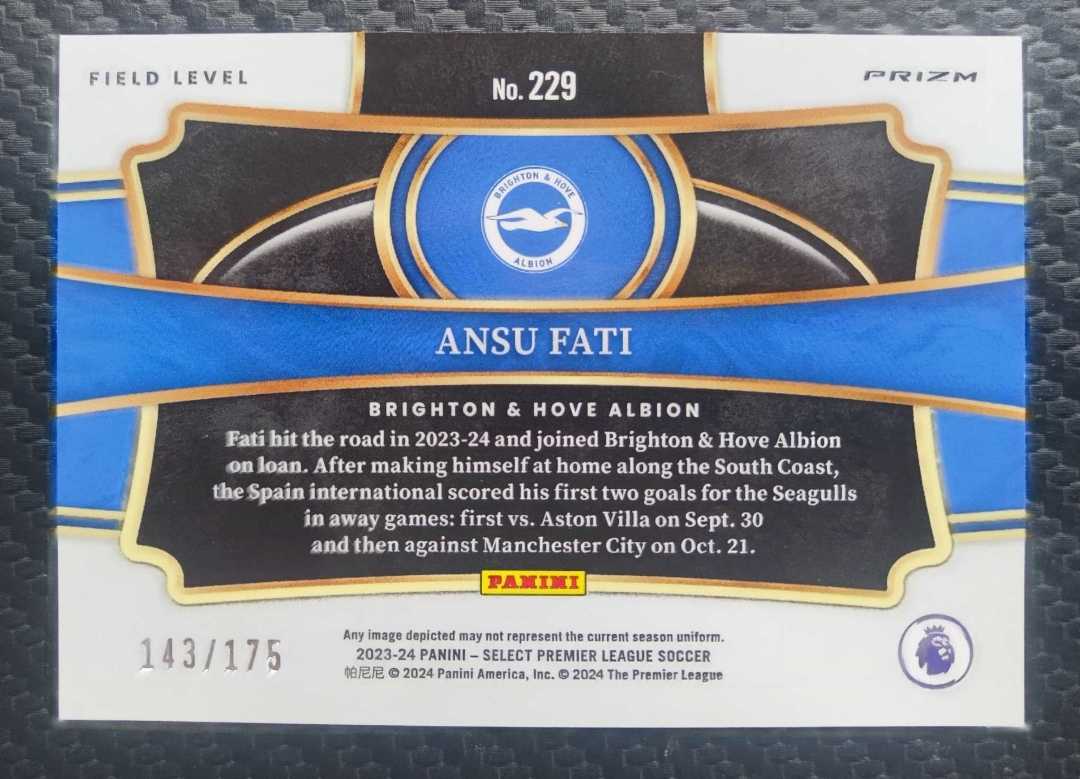 FIELD LEVEL
No. 229
PRIZM
BRIGHTON & HOVE
ALBION
ANSU FATI
BRIGHTON & HOVE ALBION
Fati hit the road in 2023-24 and joined Brighton & Hove Albion
on loan. After making himself at home along the South Coast,
the Spain international scored his first two goals for the Seagulls
in away games: first vs. Aston Villa on Sept. 30
and then against Manchester City on Oct. 21.
PANINI
143/175
Any image depicted may not represent the current season uniform.
2023-24 PANINI – SELECT PREMIER LEAGUE SOCCER
帕尼尼 © 2024 Panini America, Inc. © 2024 The Premier League